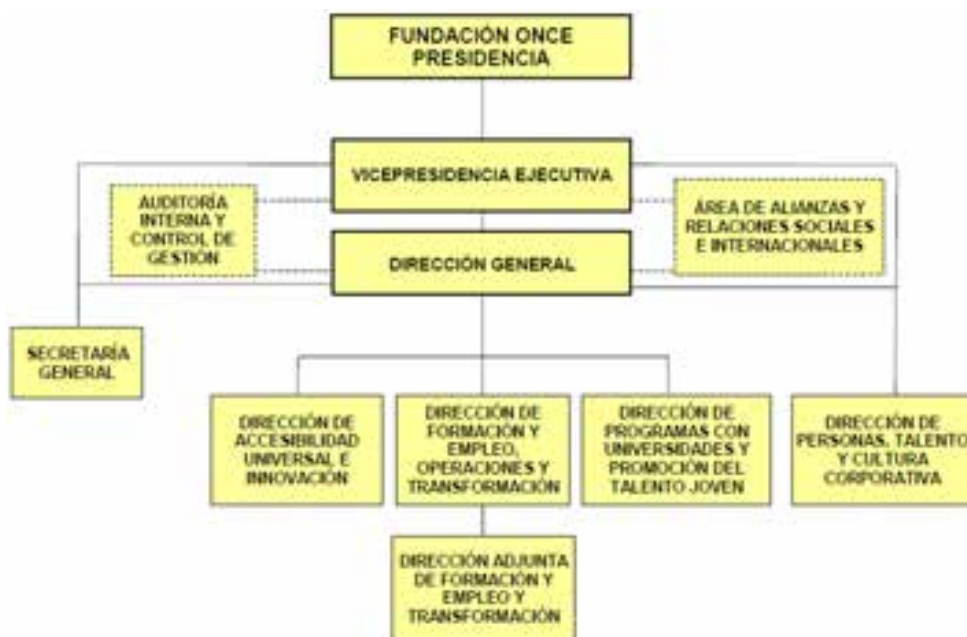 FUNDACIÓN ONCE
PRESIDENCIA
VICEPRESIDENCIA EJECUTIVA
AUDITORÍA
INTERNA Y
CONTROL DE
GESTIÓN
ÁREA DE ALIANZAS Y
RELACIONES SOCIALES
E INTERNACIONALES
DIRECCIÓN GENERAL
SECRETARÍA
GENERAL
DIRECCIÓN DE
ACCESIBILIDAD
UNIVERSAL E
INNOVACIÓN
DIRECCIÓN DE
FORMACIÓN Y
EMPLEO,
OPERACIONES Y
TRANSFORMACIÓN
DIRECCIÓN DE
PROGRAMAS CON
UNIVERSIDADES Y
PROMOCIÓN DEL
TALENTO JOVEN
DIRECCIÓN DE
PERSONAS, TALENTO
Y CULTURA
CORPORATIVA
DIRECCIÓN ADJUNTA
DE FORMACIÓN Y
EMPLEO Y
TRANSFORMACIÓN